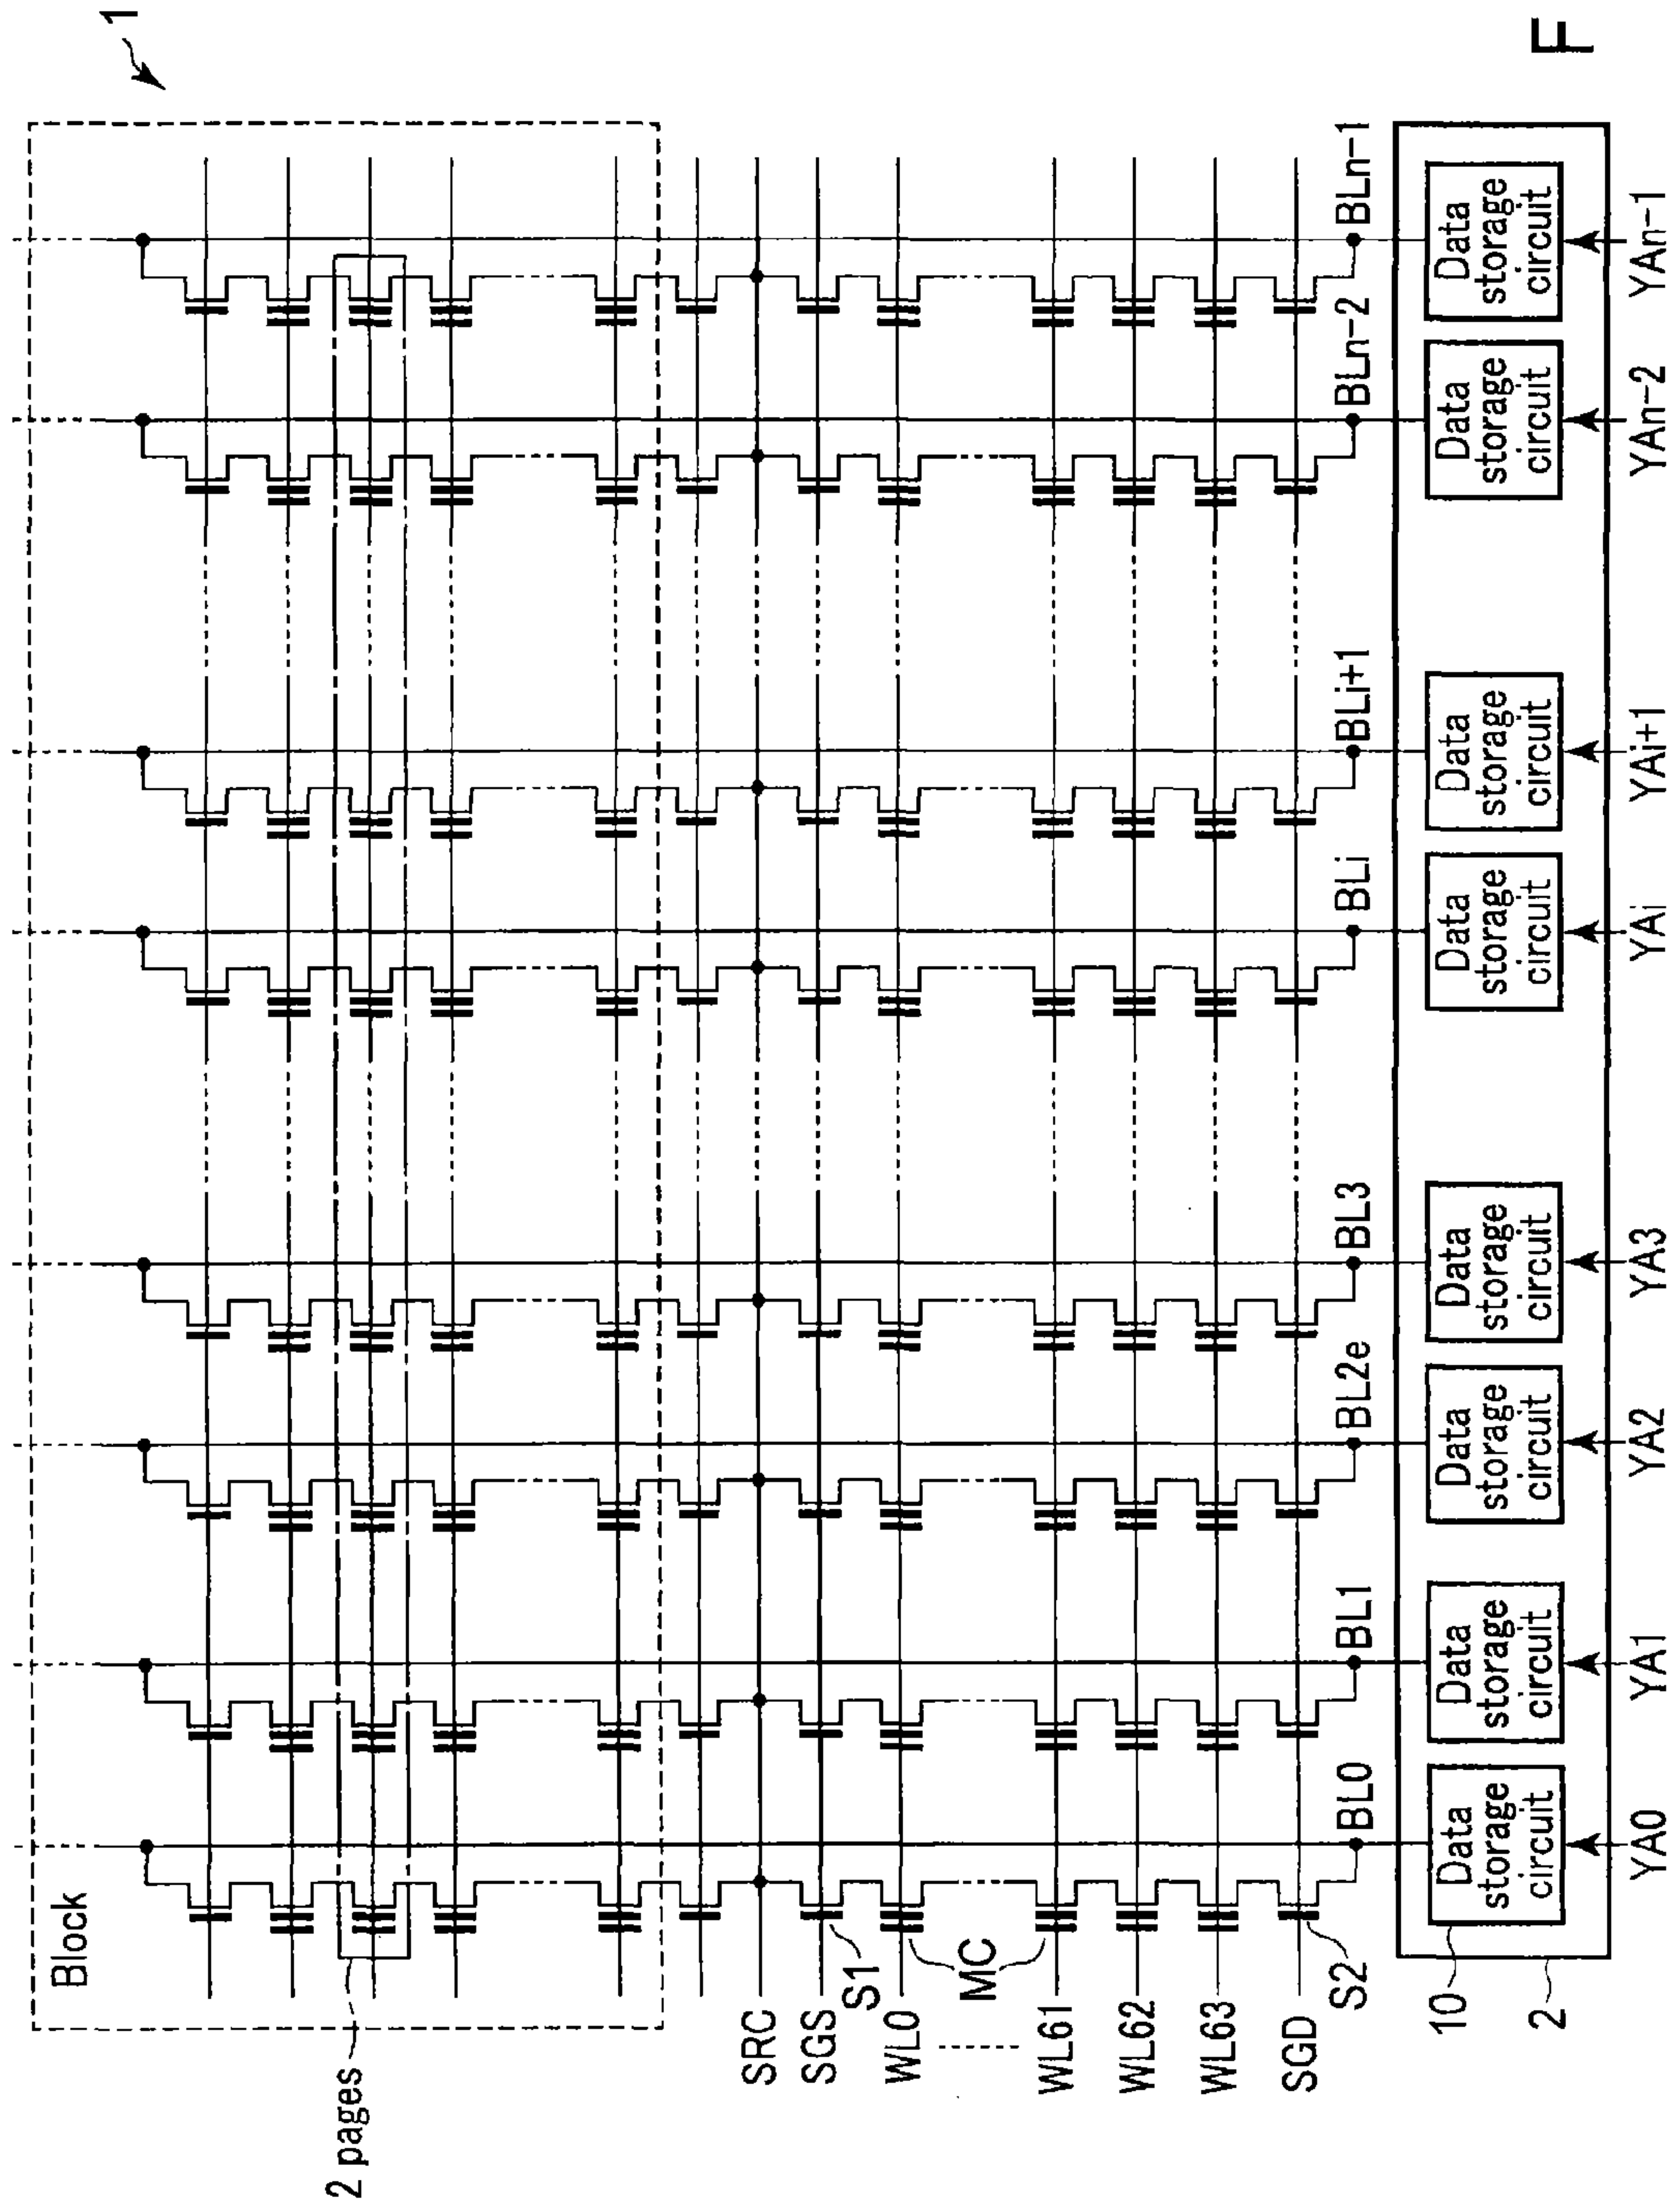 1
Block
2 pages
SRC
SGS
S1
WL0
MC
WL61
WL62
WL63
SGD
S2
BL0
BL1
BL2e
BL3
BLi
BLi+1
BLn-2
BLn-1
10
2
Data
storage
circuit
Data
storage
circuit
Data
storage
circuit
Data
storage
circuit
Data
storage
circuit
Data
storage
circuit
Data
storage
circuit
Data
storage
circuit
YA0
YA1
YA2
YA3
YAi
YAi+1
YAn-2
YAn-1
F